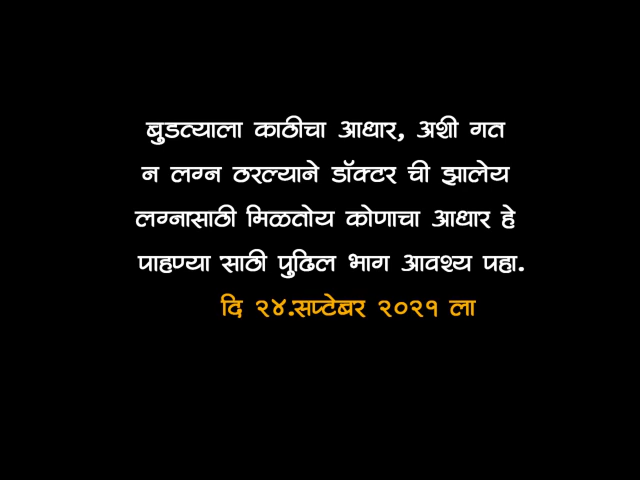 बुडत्याला काठीचा आधार, अशी गत
न लग्न ठरल्याने डॉक्टर ची झालेय
लग्नासाठी मिळतोय कोणाचा आधार हे
पाहण्या साठी पुढिल भाग आवश्य पहा.
दि २४.सप्टेबर २०२१ ला